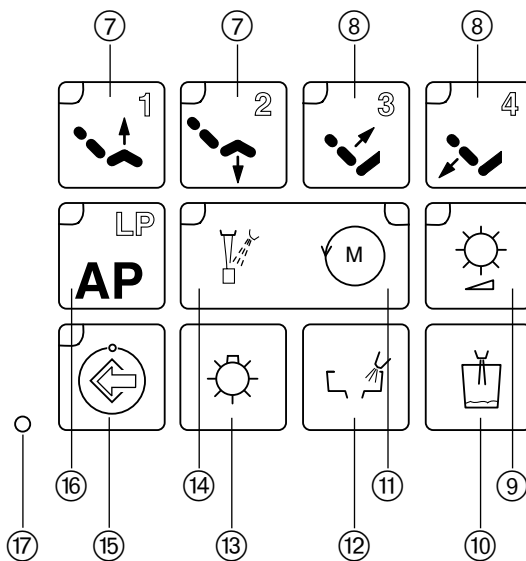 ⑦ ⑦ ⑧ ⑧
1 2 3 4
LP
AP
M
⑯ ⑭ ⑪ ⑨
⑰ ⑮ ⑬ ⑫ ⑩